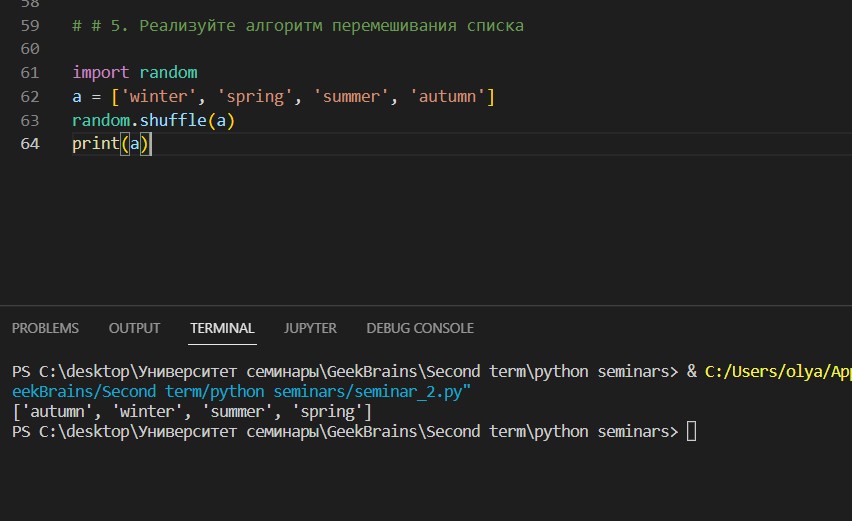 58
59 # # 5. Реализуйте алгоритм перемешивания списка
60
61 import random
62 a = ['winter', 'spring', 'summer', 'autumn']
63 random.shuffle(a)
64 print(a)
PROBLEMS OUTPUT TERMINAL JUPYTER DEBUG CONSOLE
PS C:\desktop\Университет семинары\GeekBrains\Second term\python seminars> & C:/Users/olya/App
eekBrains/Second term/python seminars/seminar_2.py"
['autumn', 'winter', 'summer', 'spring']
PS C:\desktop\Университет семинары\GeekBrains\Second term\python seminars>